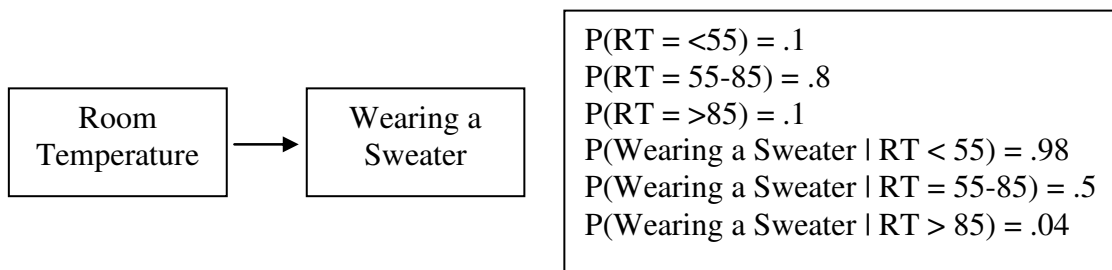 Room
Temperature
Wearing a
Sweater
P(RT = <55) = .1
P(RT = 55-85) = .8
P(RT = >85) = .1
P(Wearing a Sweater | RT < 55) = .98
P(Wearing a Sweater | RT = 55-85) = .5
P(Wearing a Sweater | RT > 85) = .04